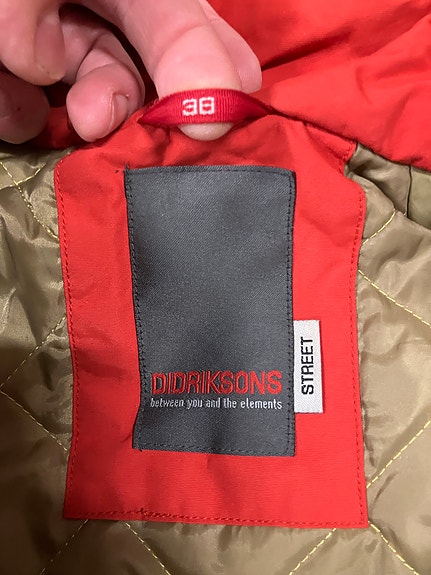 38
DIDRIKSONS
between you and the elements
STREET